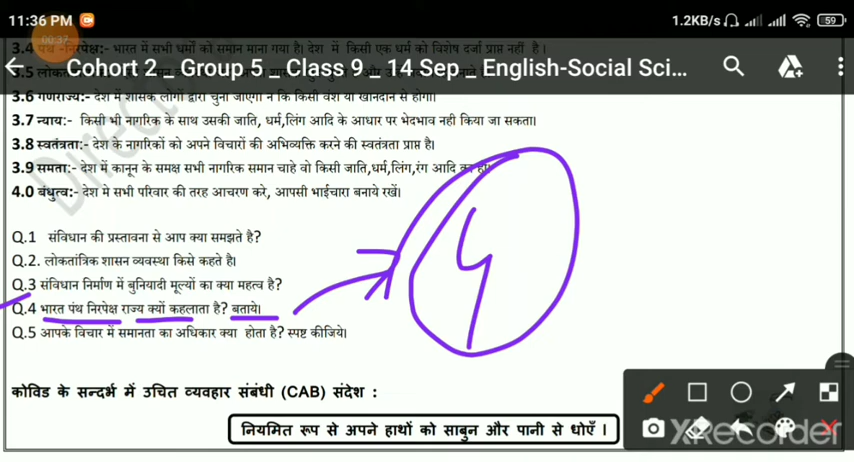 11:36 PM 1.2KB/s 59
00:37
3.4 पंथ -निरपेक्ष:- भारत में सभी धर्मों को समान माना गया है। देश में किसी एक धर्म को विशेष दर्जा प्राप्त नहीं है ।
Cohort 2 _ Group 5 _ Class 9 _ 14 Sep _ English-Social Sci...
3.6 गणराज्य:- देश में शासक लोगों द्वारा चुना जाएगा न कि किसी वंश या खानदान से होगा।
3.7 न्याय:- किसी भी नागरिक के साथ उसकी जाति, धर्म,लिंग आदि के आधार पर भेदभाव नही किया जा सकता।
3.8 स्वतंत्रता:- देश के नागरिकों को अपने विचारों की अभिव्यक्ति करने की स्वतंत्रता प्राप्त है।
3.9 समता:- देश में कानून के समक्ष सभी नागरिक समान चाहे वो किसी जाति,धर्म,लिंग,रंग आदि का हो।
4.0 बंधुत्व:- देश मे सभी परिवार की तरह आचरण करे, आपसी भाईचारा बनाये रखें।
Q.1 संविधान की प्रस्तावना से आप क्या समझते है?
Q.2. लोकतांत्रिक शासन व्यवस्था किसे कहते है।
Q.3 संविधान निर्माण में बुनियादी मूल्यों का क्या महत्व है?
Q.4 भारत पंथ निरपेक्ष राज्य क्यों कहलाता है? बताये।
Q.5 आपके विचार में समानता का अधिकार क्या होता है? स्पष्ट कीजिये।
4
कोविड के सन्दर्भ में उचित व्यवहार संबंधी (CAB) संदेश :
नियमित रुप से अपने हाथों को साबुन और पानी से धोएँ ।
XRecorder